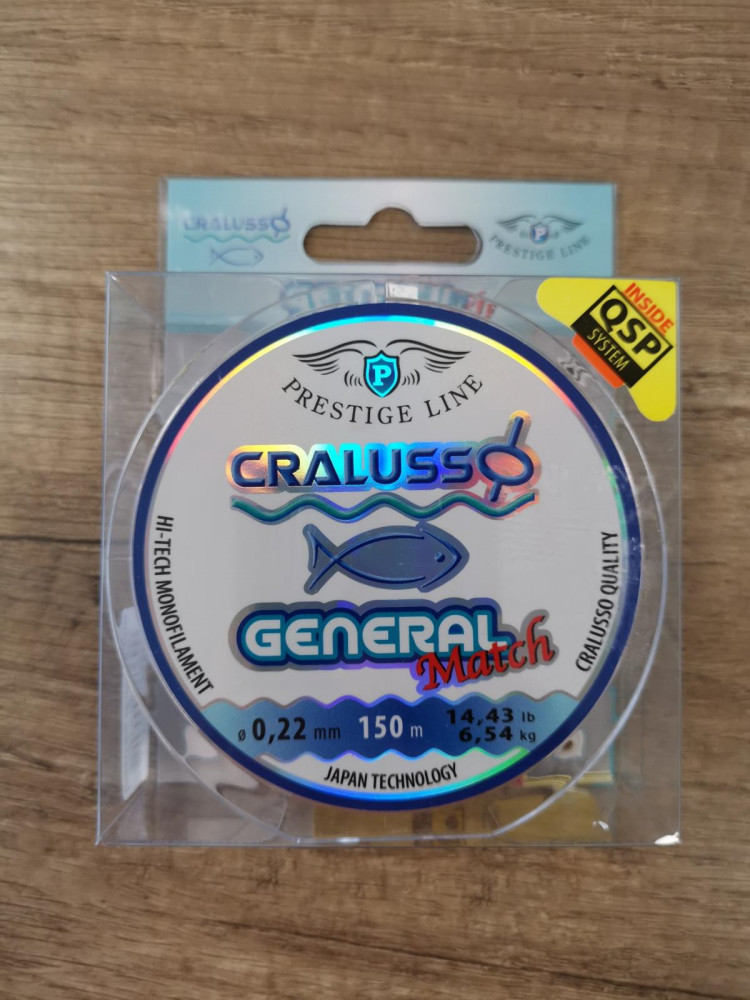 CRALUSSO
PRESTIGE LINE
INSIDE
QSP
SYSTEM
P
PRESTIGE LINE
CRALUSSO
HI-TECH MONOFILAMENT
CRALUSSO QUALITY
GENERAL
Match
ø 0,22 mm 150 m 14,43 lb
6,54 kg
JAPAN TECHNOLOGY